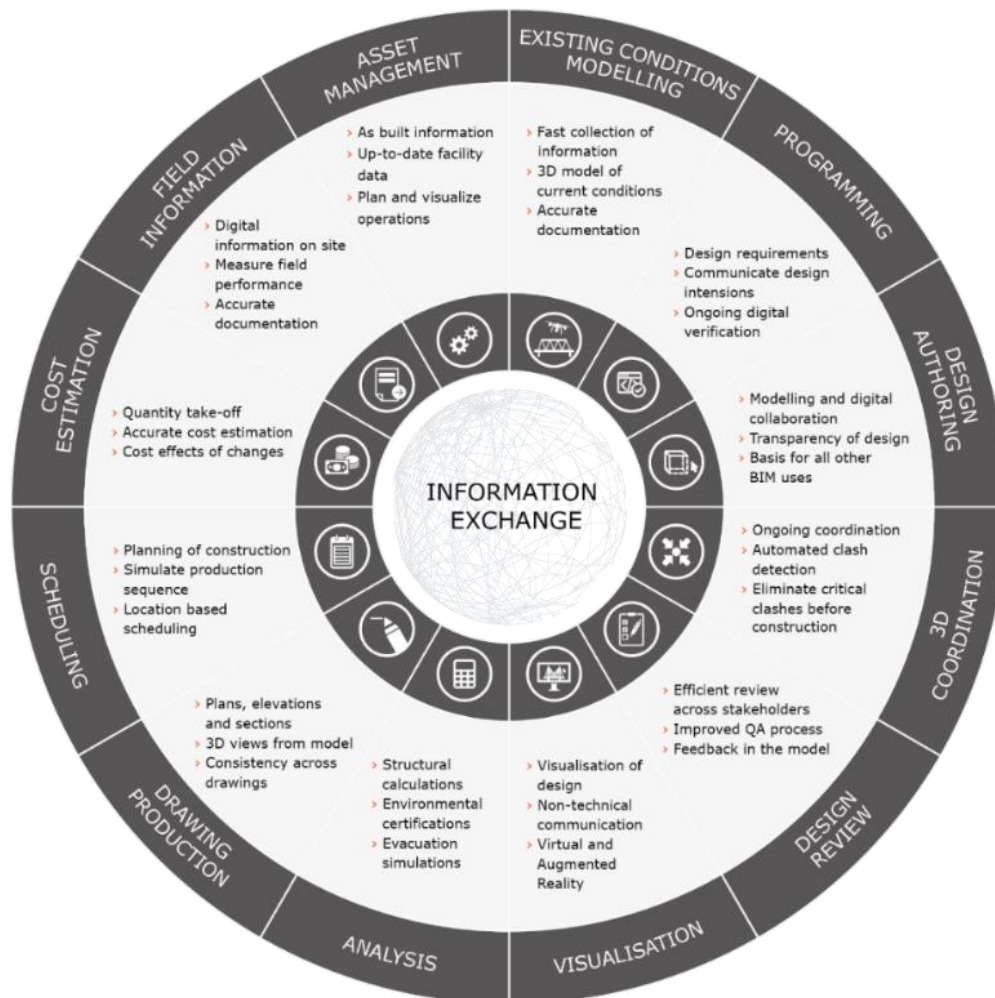 EXISTING CONDITIONS
MODELLING
› Fast collection of
information
› 3D model of
current conditions
› Accurate
documentation
PROGRAMMING
› Design requirements
› Communicate design
intensions
› Ongoing digital
verification
DESIGN
AUTHORING
› Modelling and digital
collaboration
› Transparency of design
› Basis for all other
BIM uses
3D
COORDINATION
› Ongoing coordination
› Automated clash
detection
› Eliminate critical
clashes before
construction
DESIGN
REVIEW
› Efficient review
across stakeholders
› Improved QA process
› Feedback in the model
VISUALISATION
› Visualisation of
design
› Non-technical
communication
› Virtual and
Augmented
Reality
ANALYSIS
› Structural
calculations
› Environmental
certifications
› Evacuation
simulations
DRAWING
PRODUCTION
› Plans, elevations
and sections
› 3D views from model
› Consistency across
drawings
SCHEDULING
› Planning of construction
› Simulate production
sequence
› Location based
scheduling
COST
ESTIMATION
› Quantity take-off
› Accurate cost estimation
› Cost effects of changes
FIELD
INFORMATION
› Digital
information on site
› Measure field
performance
› Accurate
documentation
ASSET
MANAGEMENT
› As built information
› Up-to-date facility
data
› Plan and visualize
operations
INFORMATION
EXCHANGE